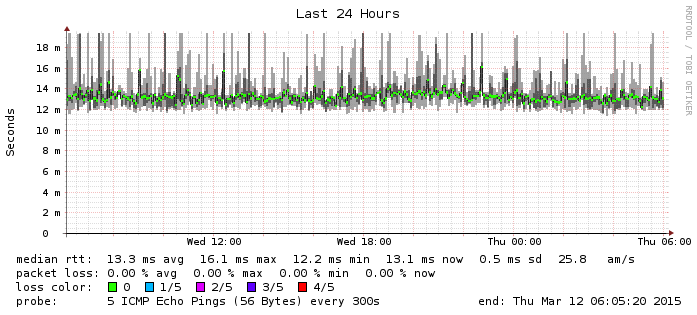 Last 24 Hours
RRDTOOL / TOBI OETIKER
Seconds
18 m
16 m
14 m
12 m
10 m
8 m
6 m
4 m
2 m
0
Wed 12:00 Wed 18:00 Thu 00:00 Thu 06:00
median rtt: 13.3 ms avg 16.1 ms max 12.2 ms min 13.1 ms now 0.5 ms sd 25.8 am/s
packet loss: 0.00 % avg 0.00 % max 0.00 % min 0.00 % now
loss color: 0 1/5 2/5 3/5 4/5
probe: 5 ICMP Echo Pings (56 Bytes) every 300s end: Thu Mar 12 06:05:20 2015